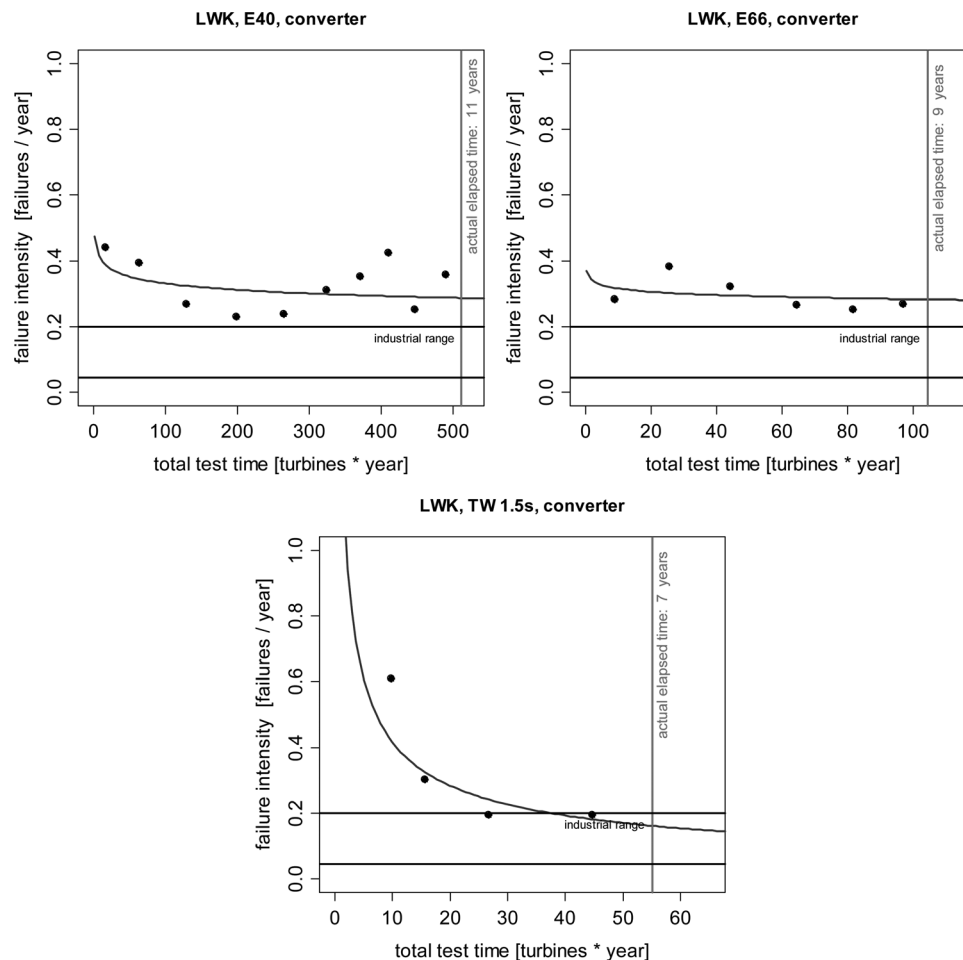 LWK, E40, converter
failure intensity [failures / year]
0.0 0.2 0.4 0.6 0.8 1.0
actual elapsed time: 11 years
industrial range
0 100 200 300 400 500
total test time [turbines * year]
LWK, E66, converter
failure intensity [failures / year]
0.0 0.2 0.4 0.6 0.8 1.0
actual elapsed time: 9 years
industrial range
0 20 40 60 80 100
total test time [turbines * year]
LWK, TW 1.5s, converter
failure intensity [failures / year]
0.0 0.2 0.4 0.6 0.8 1.0
actual elapsed time: 7 years
industrial range
0 10 20 30 40 50 60
total test time [turbines * year]